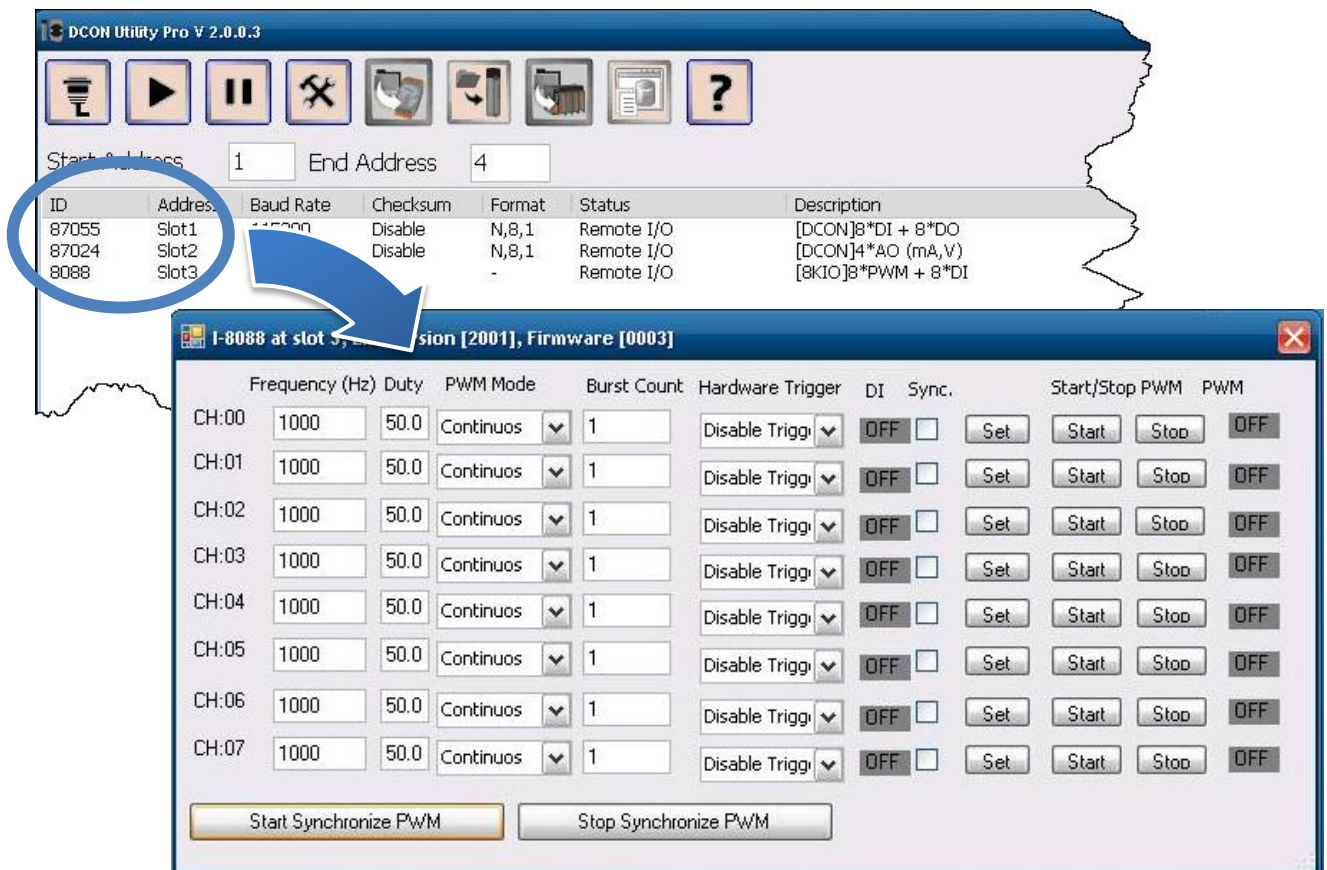 DCON Utility Pro V 2.0.0.3
Start Address 1 End Address 4
ID Address Baud Rate Checksum Format Status Description
87055 Slot1 Disable N,8,1 Remote I/O [DCON]8*DI + 8*DO
87024 Slot2 Disable N,8,1 Remote I/O [DCON]4*AO (mA,V)
8088 Slot3 - Remote I/O [8KIO]8*PWM + 8*DI
I-8088 at slot [2001], Firmware [0003]
Frequency (Hz) Duty PWM Mode Burst Count Hardware Trigger DI Sync. Start/Stop PWM PWM
CH:00 1000 50.0 Continuos 1 Disable Trigg OFF Set Start Stop OFF
CH:01 1000 50.0 Continuos 1 Disable Trigg OFF Set Start Stop OFF
CH:02 1000 50.0 Continuos 1 Disable Trigg OFF Set Start Stop OFF
CH:03 1000 50.0 Continuos 1 Disable Trigg OFF Set Start Stop OFF
CH:04 1000 50.0 Continuos 1 Disable Trigg OFF Set Start Stop OFF
CH:05 1000 50.0 Continuos 1 Disable Trigg OFF Set Start Stop OFF
CH:06 1000 50.0 Continuos 1 Disable Trigg OFF Set Start Stop OFF
CH:07 1000 50.0 Continuos 1 Disable Trigg OFF Set Start Stop OFF
Start Synchronize PWM Stop Synchronize PWM